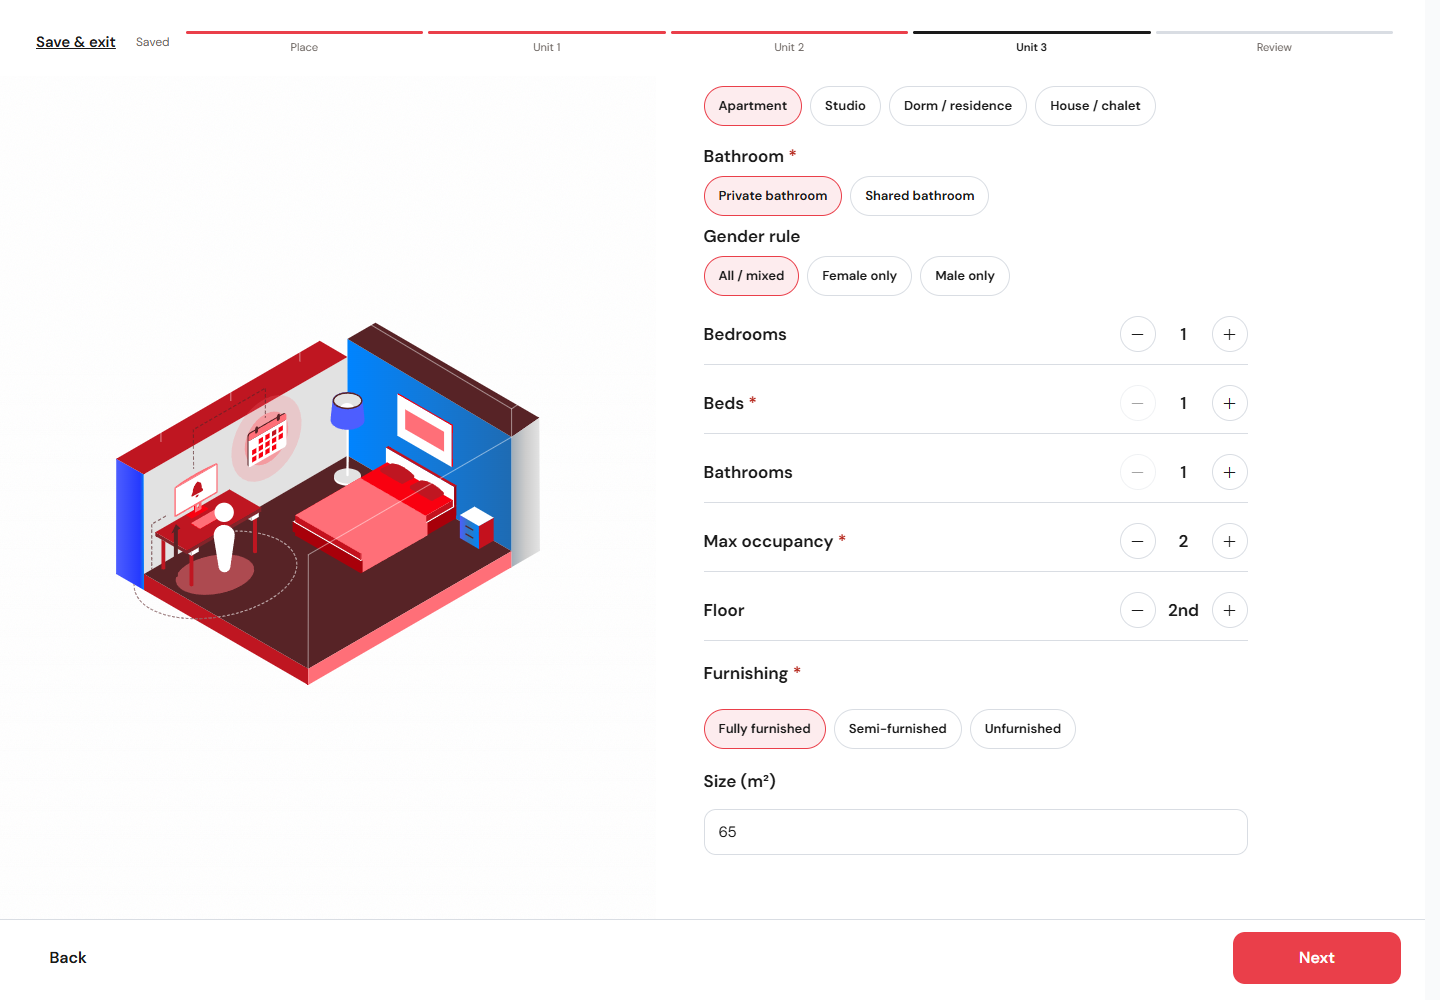 Save & exit Saved
Place Unit 1 Unit 2 Unit 3 Review
Apartment Studio Dorm / residence House / chalet
Bathroom *
Private bathroom Shared bathroom
Gender rule
All / mixed Female only Male only
Bedrooms − 1 +
Beds * − 1 +
Bathrooms − 1 +
Max occupancy * − 2 +
Floor − 2nd +
Furnishing *
Fully furnished Semi-furnished Unfurnished
Size (m²)
65
Back Next